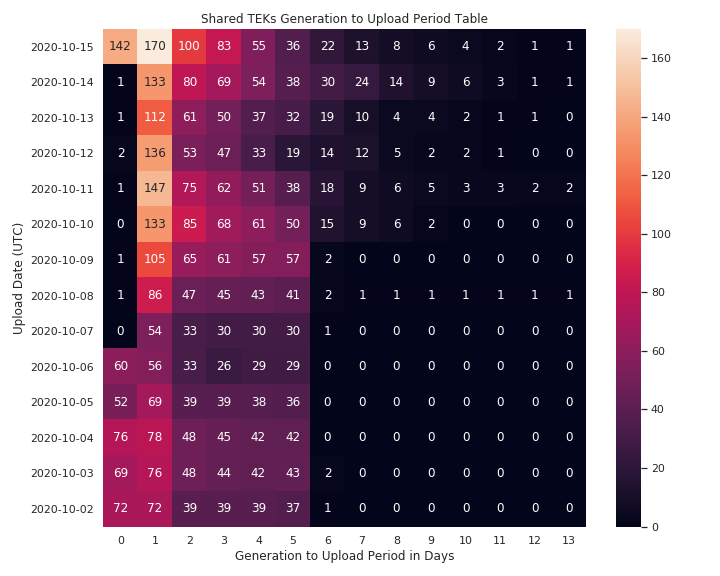 Shared TEKs Generation to Upload Period Table
2020-10-15 142 170 100 83 55 36 22 13 8 6 4 2 1 1
2020-10-14 1 133 80 69 54 38 30 24 14 9 6 3 1 1
2020-10-13 1 112 61 50 37 32 19 10 4 4 2 1 1 0
2020-10-12 2 136 53 47 33 19 14 12 5 2 2 1 0 0
2020-10-11 1 147 75 62 51 38 18 9 6 5 3 3 2 2
2020-10-10 0 133 85 68 61 50 15 9 6 2 0 0 0 0
2020-10-09 1 105 65 61 57 57 2 0 0 0 0 0 0 0
2020-10-08 1 86 47 45 43 41 2 1 1 1 1 1 1 1
2020-10-07 0 54 33 30 30 30 1 0 0 0 0 0 0 0
2020-10-06 60 56 33 26 29 29 0 0 0 0 0 0 0 0
2020-10-05 52 69 39 39 38 36 0 0 0 0 0 0 0 0
2020-10-04 76 78 48 45 42 42 0 0 0 0 0 0 0 0
2020-10-03 69 76 48 44 42 43 2 0 0 0 0 0 0 0
2020-10-02 72 72 39 39 39 37 1 0 0 0 0 0 0 0
0 1 2 3 4 5 6 7 8 9 10 11 12 13
Generation to Upload Period in Days
Upload Date (UTC)
160
140
120
100
80
60
40
20
0